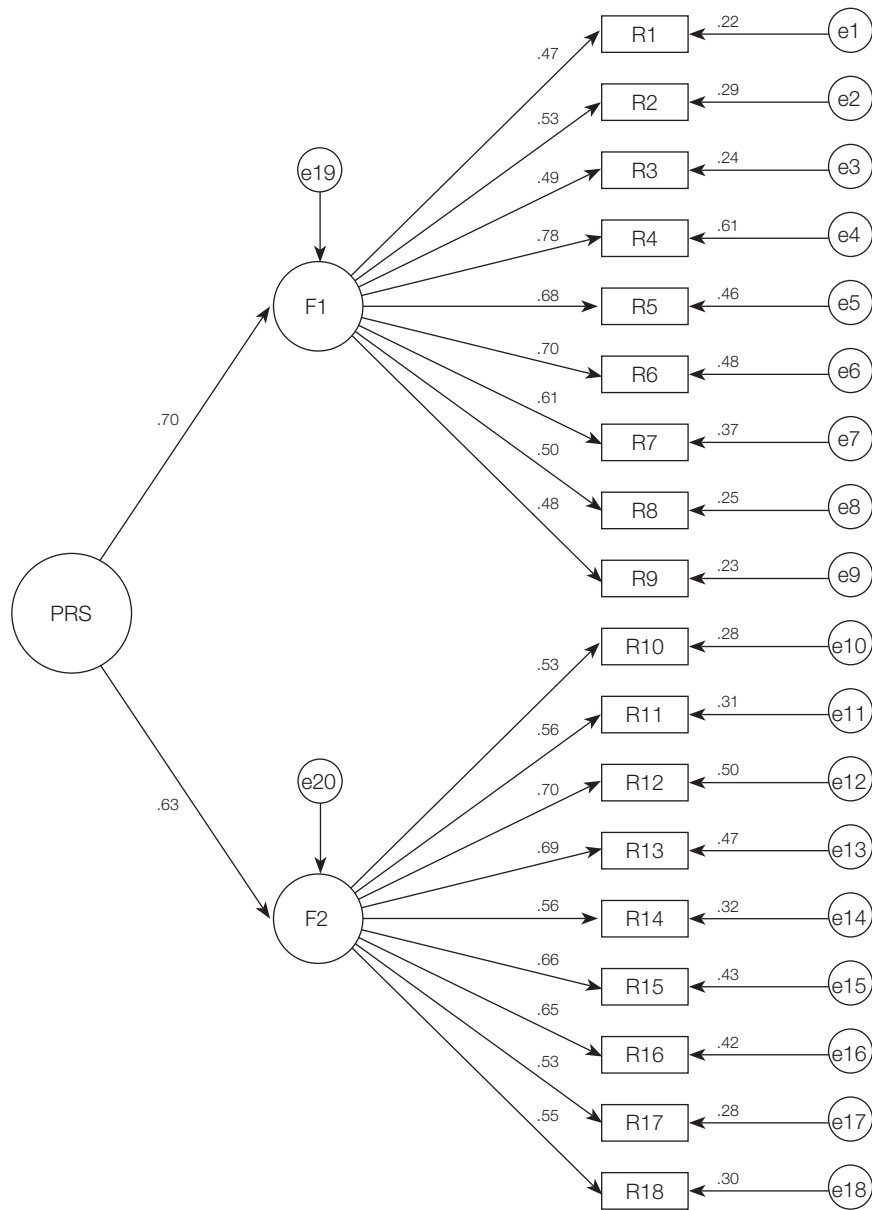 .47 R1 .22 e1
.53 R2 .29 e2
.49 R3 .24 e3
e19
.78 R4 .61 e4
F1 .68 R5 .46 e5
.70 R6 .48 e6
.61 R7 .37 e7
.70
.50 R8 .25 e8
.48 R9 .23 e9
PRS
.53 R10 .28 e10
.56 R11 .31 e11
e20
.70 R12 .50 e12
.63
.69 R13 .47 e13
F2 .56 R14 .32 e14
.66 R15 .43 e15
.65 R16 .42 e16
.53 R17 .28 e17
.55 R18 .30 e18